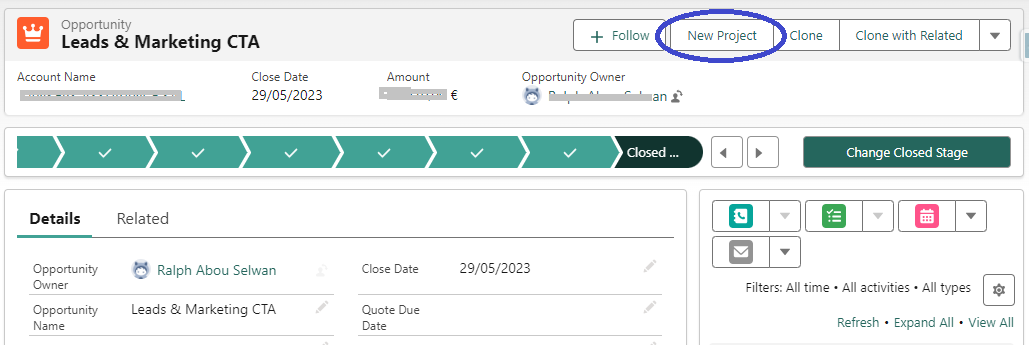 Opportunity
Leads & Marketing CTA
+ Follow
New Project
Clone
Clone with Related
Account Name
Close Date
Amount
Opportunity Owner
29/05/2023
€
Closed ...
Change Closed Stage
Details
Related
Opportunity Owner
Ralph Abou Selwan
Close Date
29/05/2023
Opportunity Name
Leads & Marketing CTA
Quote Due Date
Filters: All time • All activities • All types
Refresh • Expand All • View All